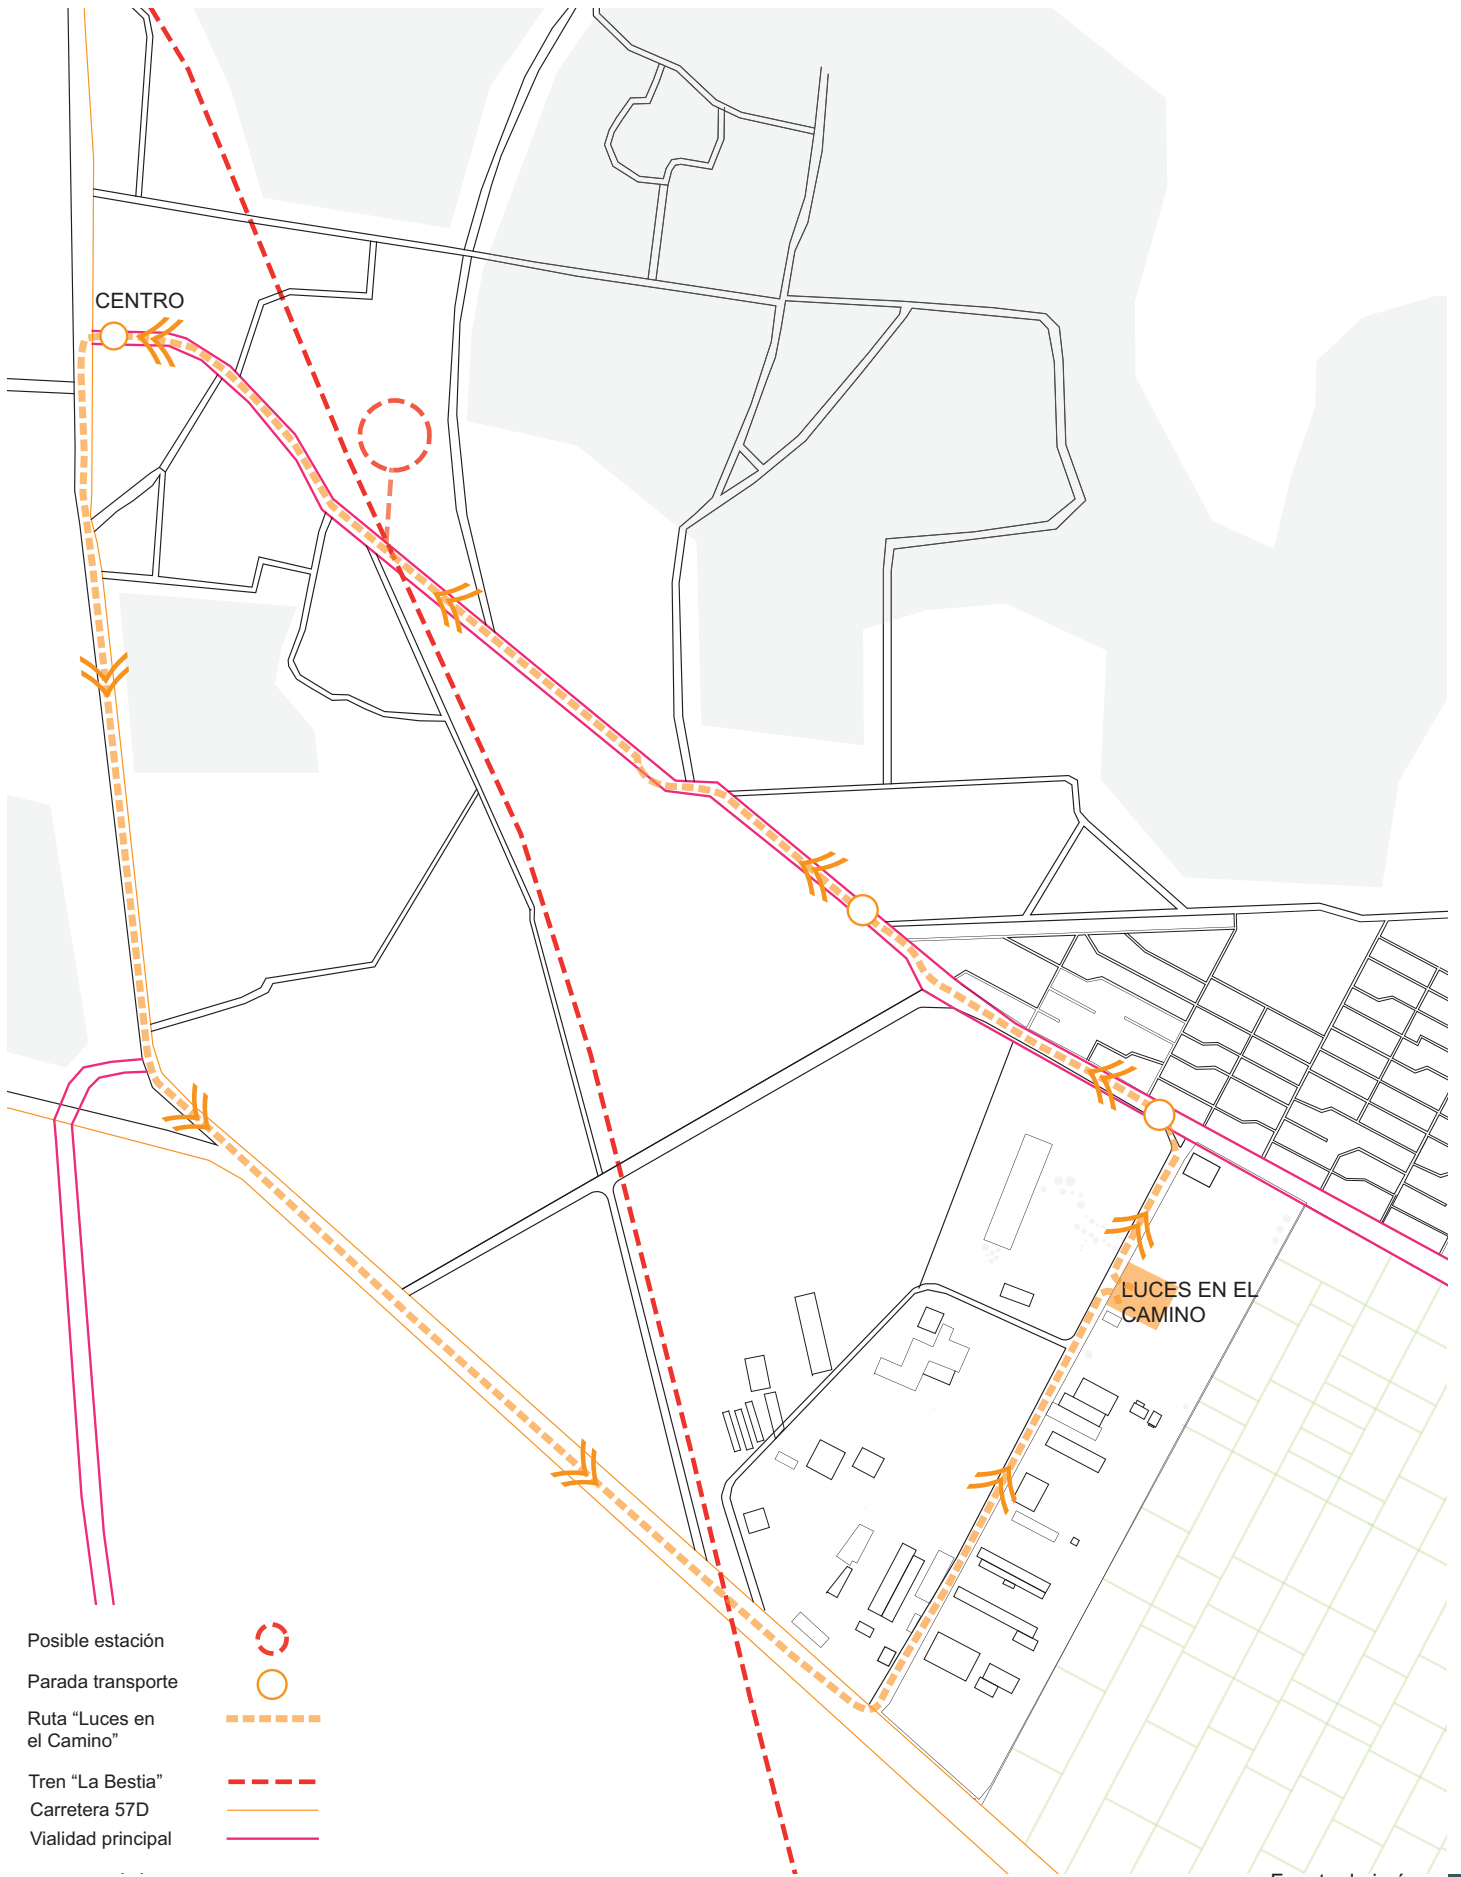 CENTRO
LUCES EN EL
CAMINO
Posible estación
Parada transporte
Ruta “Luces en
el Camino”
Tren “La Bestia”
Carretera 57D
Vialidad principal